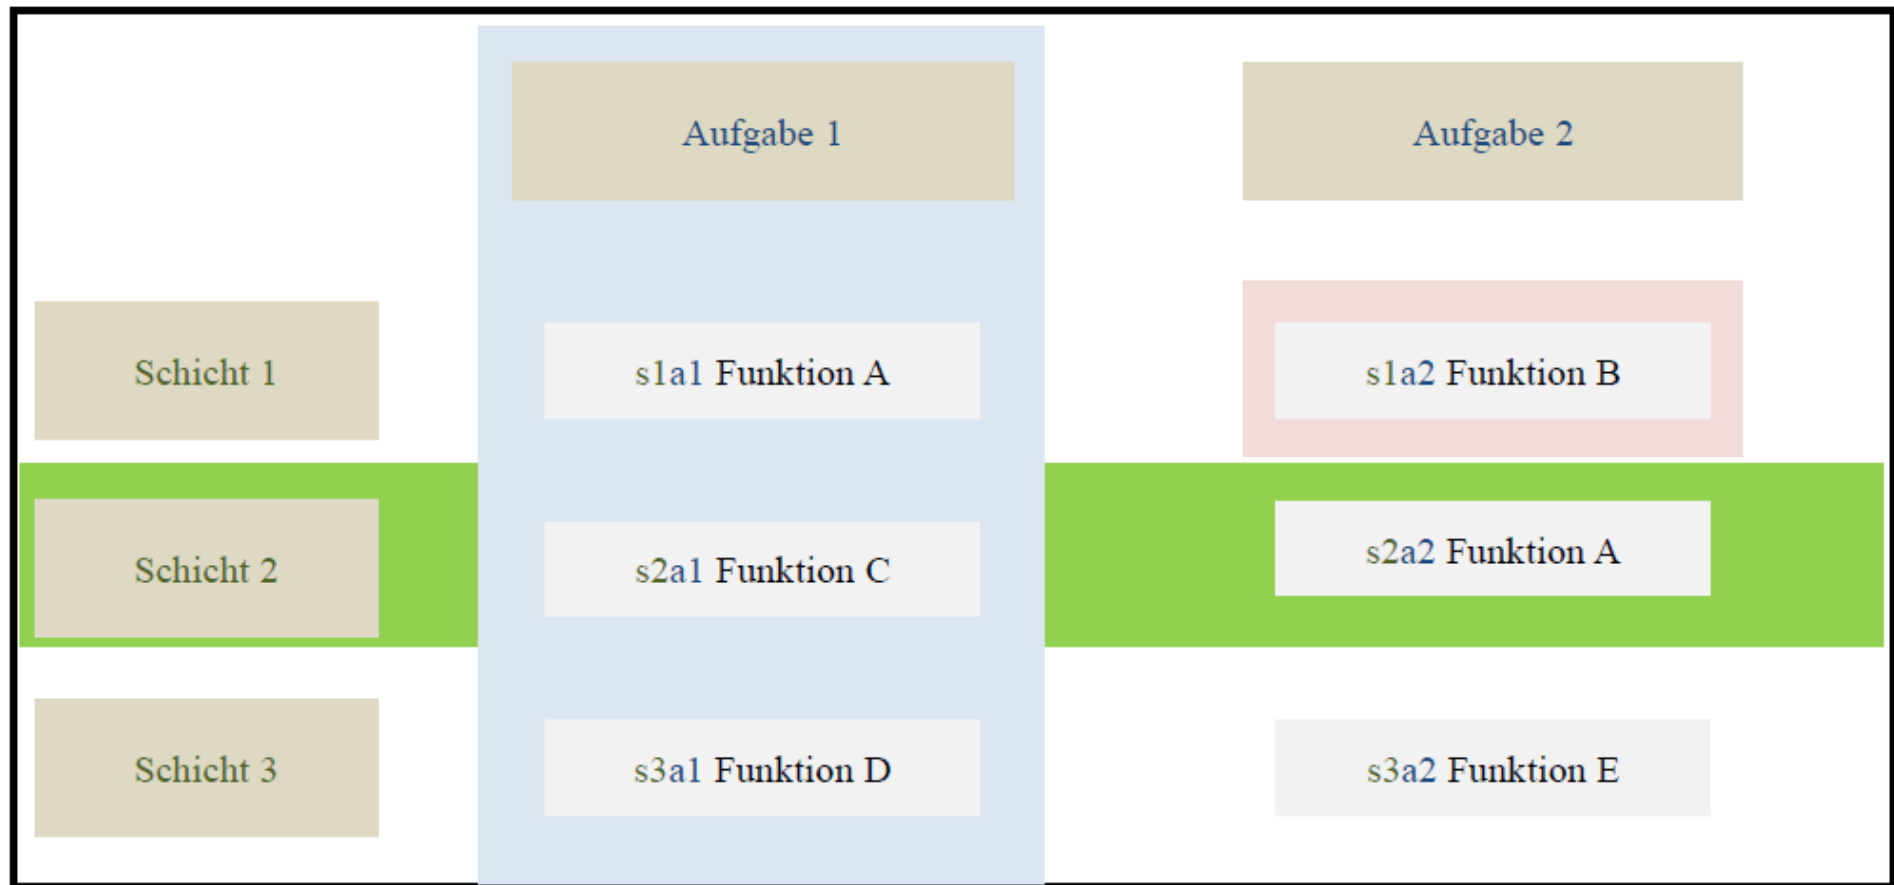 Aufgabe 1
Aufgabe 2
Schicht 1
s1a1 Funktion A
s1a2 Funktion B
Schicht 2
s2a1 Funktion C
s2a2 Funktion A
Schicht 3
s3a1 Funktion D
s3a2 Funktion E